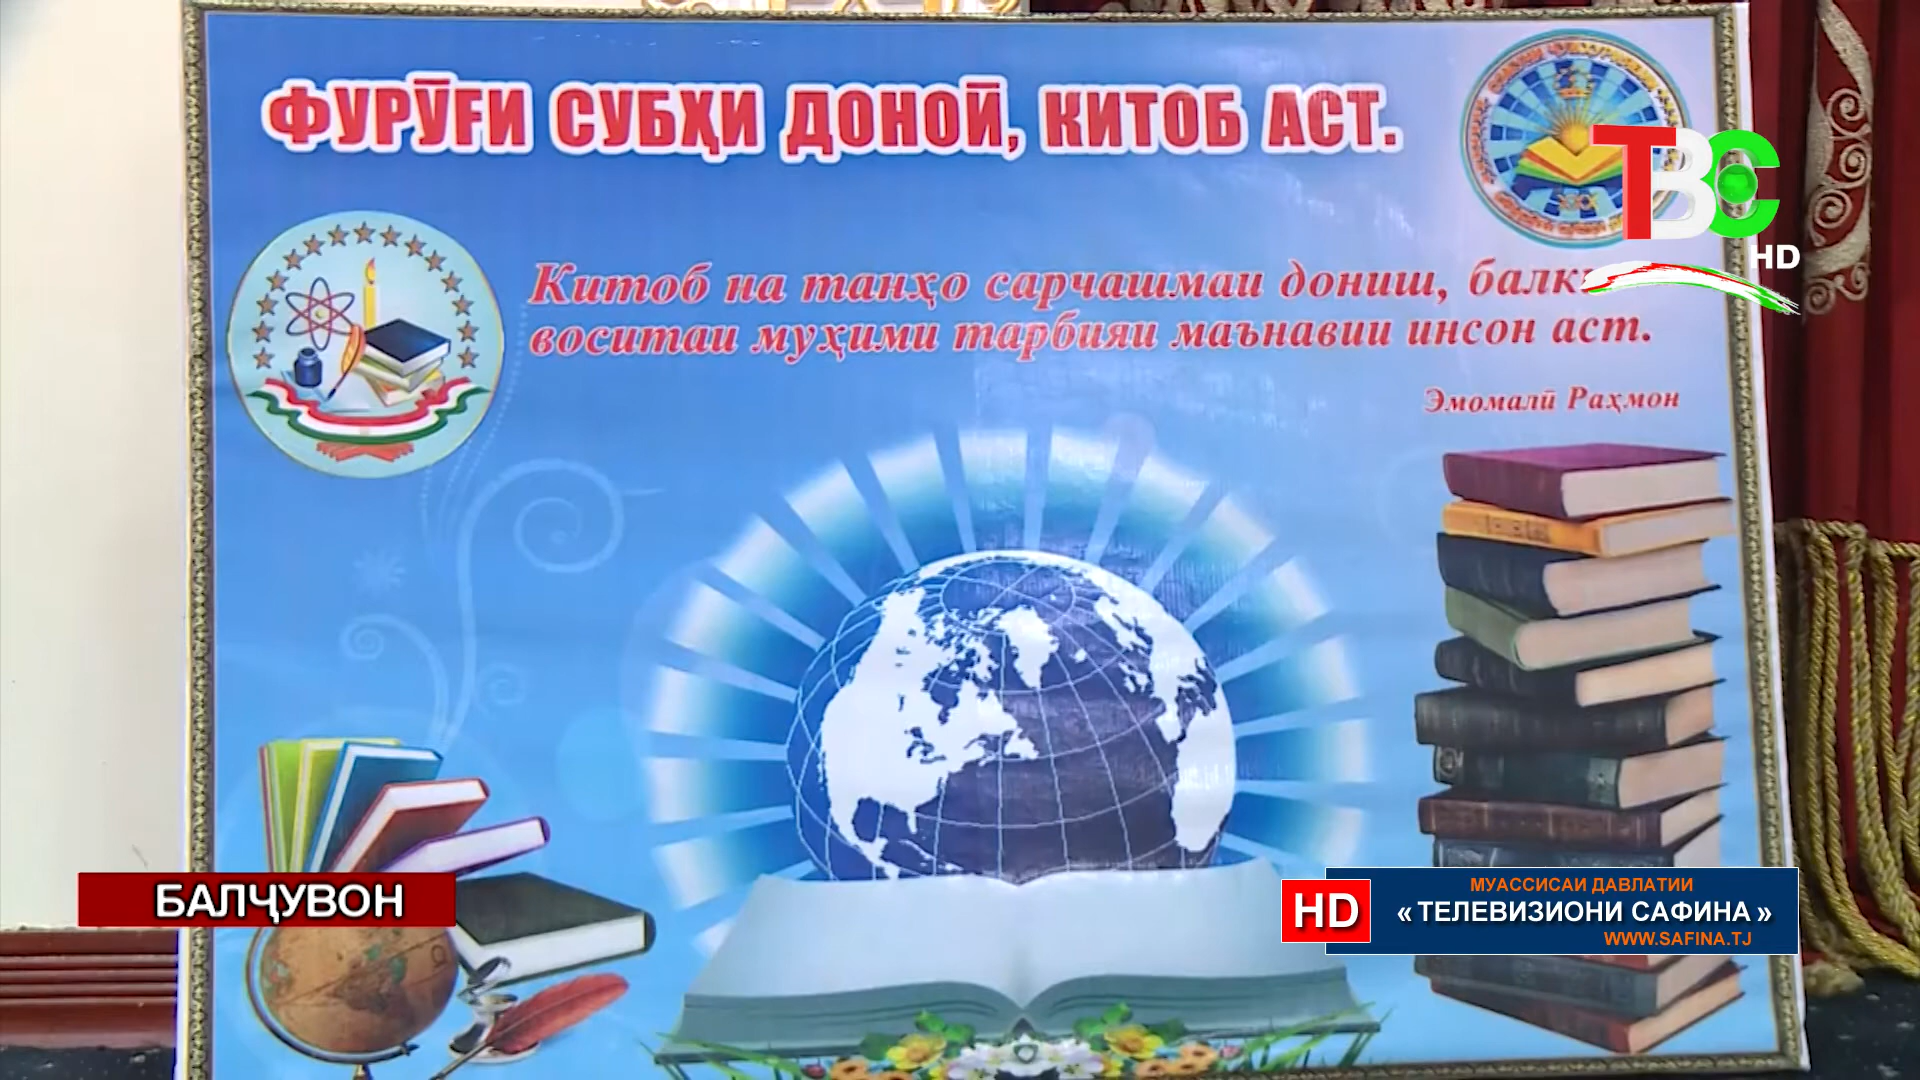 ФУРӮҒИ СУБҲИ ДОНОӢ, КИТОБ АСТ.
ТВС
HD
Китоб на танҳо сарчашмаи дониш,
воситаи муҳими тарбияи маънавии инсон аст.
Эмомалӣ Раҳмон
БАЛҶУВОН
HD
МУАССИСАИ ДАВЛАТИИ
« ТЕЛЕВИЗИОНИ САФИНА »
WWW.SAFINA.TJ